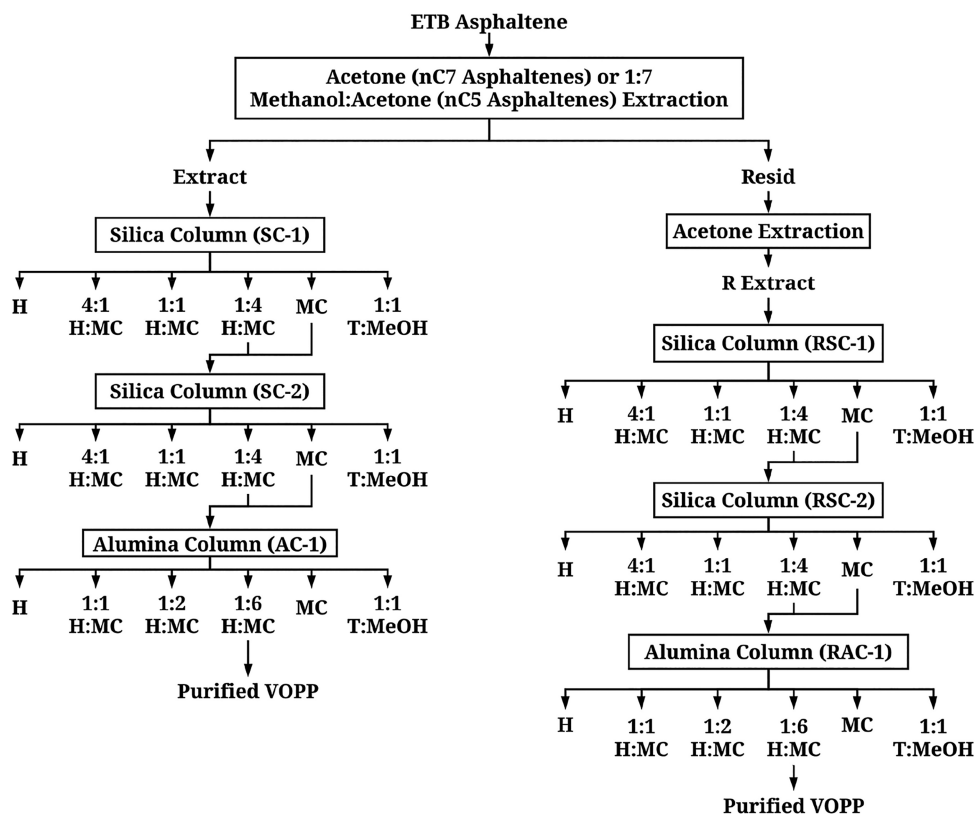 ETB Asphaltene
Acetone (nC7 Asphaltenes) or 1:7
Methanol:Acetone (nC5 Asphaltenes) Extraction
Extract
Silica Column (SC-1)
H
4:1
H:MC
1:1
H:MC
1:4
H:MC
MC
1:1
T:MeOH
Silica Column (SC-2)
H
4:1
H:MC
1:1
H:MC
1:4
H:MC
MC
1:1
T:MeOH
Alumina Column (AC-1)
H
1:1
H:MC
1:2
H:MC
1:6
H:MC
MC
1:1
T:MeOH
Purified VOPP
Resid
Acetone Extraction
R Extract
Silica Column (RSC-1)
H
4:1
H:MC
1:1
H:MC
1:4
H:MC
MC
1:1
T:MeOH
Silica Column (RSC-2)
H
4:1
H:MC
1:1
H:MC
1:4
H:MC
MC
1:1
T:MeOH
Alumina Column (RAC-1)
H
1:1
H:MC
1:2
H:MC
1:6
H:MC
MC
1:1
T:MeOH
Purified VOPP